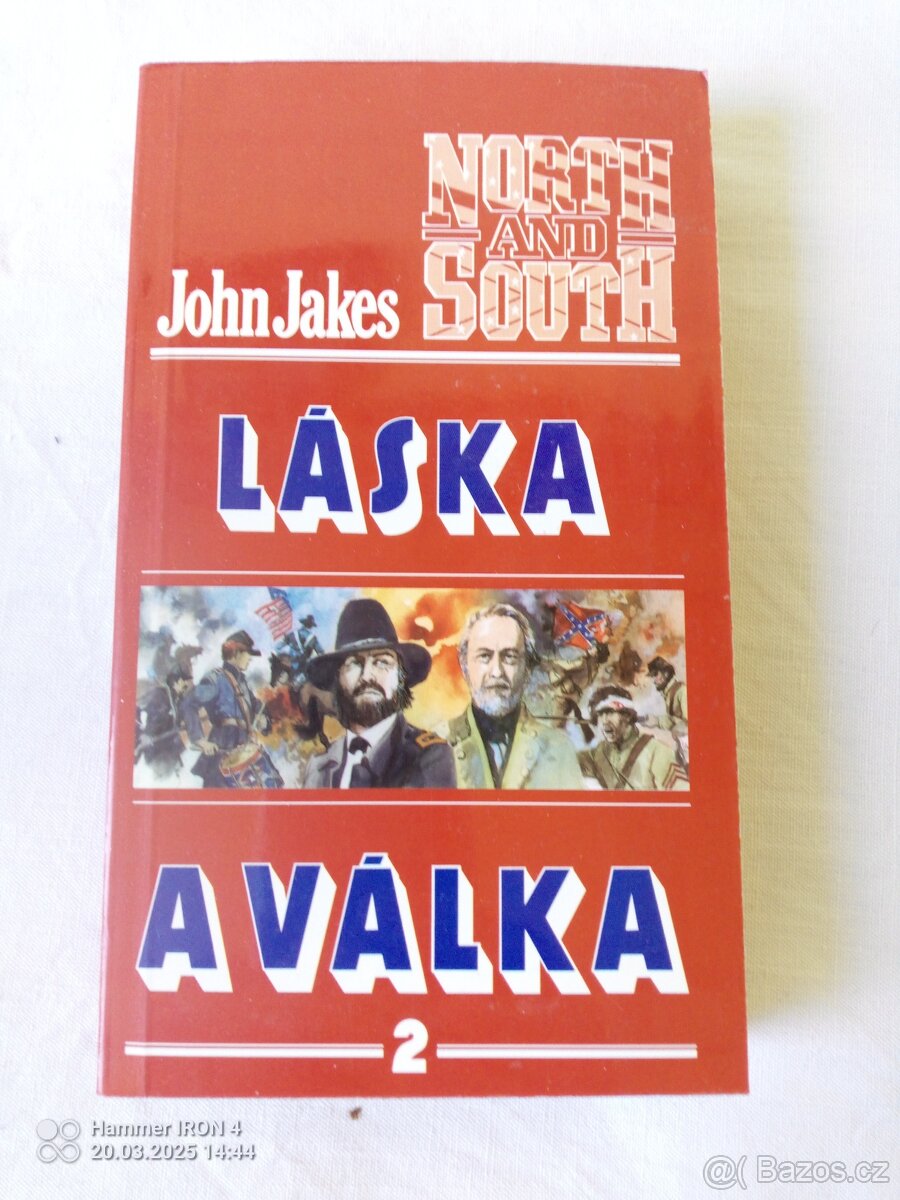 NORTH
AND
SOUTH
John Jakes
LÁSKA
A VÁLKA
2
Hammer IRON 4
20.03.2025 14:44
@( Bazos.cz